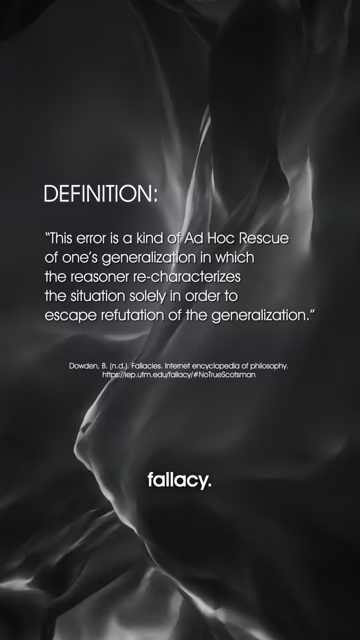 DEFINITION:
“This error is a kind of Ad Hoc Rescue
of one’s generalization in which
the reasoner re-characterizes
the situation solely in order to
escape refutation of the generalization.”
Dowden, B. (n.d.). Fallacies. Internet encyclopedia of philosophy.
https://iep.utm.edu/fallacy/#NoTrueScotsman
fallacy.